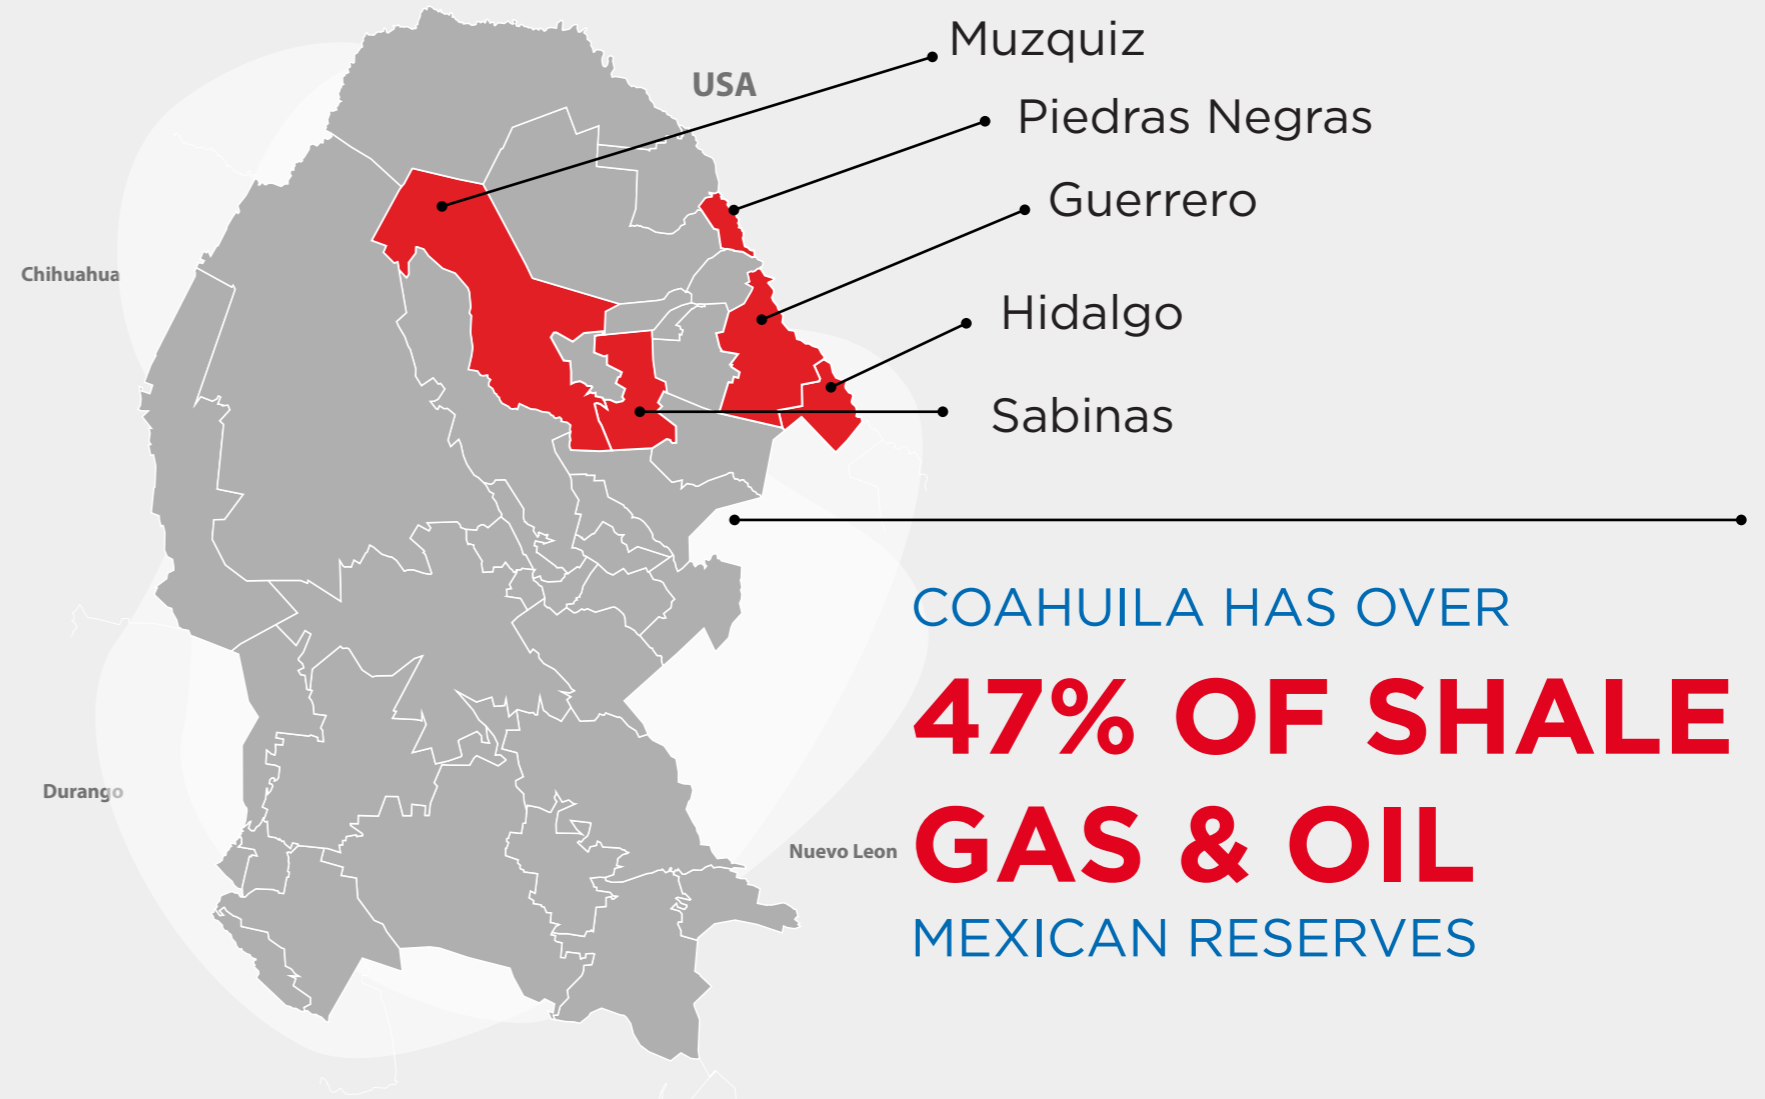 Muzquiz
USA
Piedras Negras
Guerrero
Chihuahua
Hidalgo
Sabinas
COAHUILA HAS OVER
47% OF SHALE
GAS & OIL
MEXICAN RESERVES
Durango
Nuevo Leon